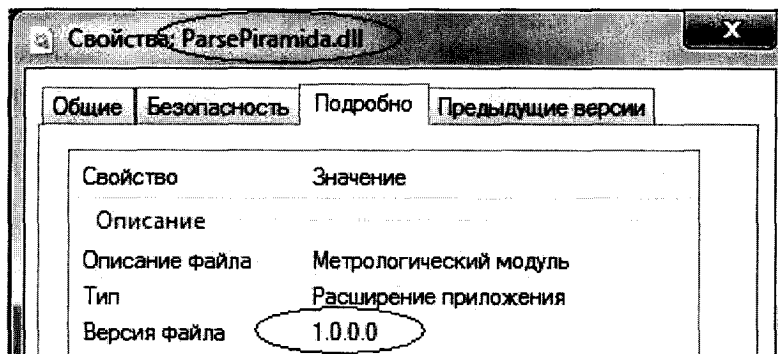 Свойства: ParsePiramida.dll
X
Общие Безопасность Подробно Предыдущие версии
Свойство Значение
Описание
Описание файла Метрологический модуль
Тип Расширение приложения
Версия файла 1.0.0.0